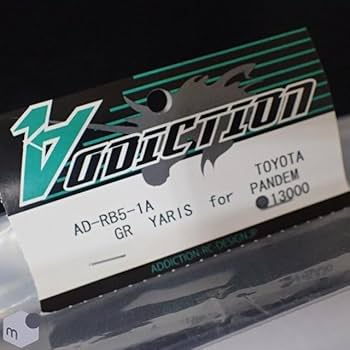 ADDICTION
AD-RB5-1A TOYOTA
GR YARIS for PANDEM
●13000
ADDICTION-RC-DESIGN.JP
m